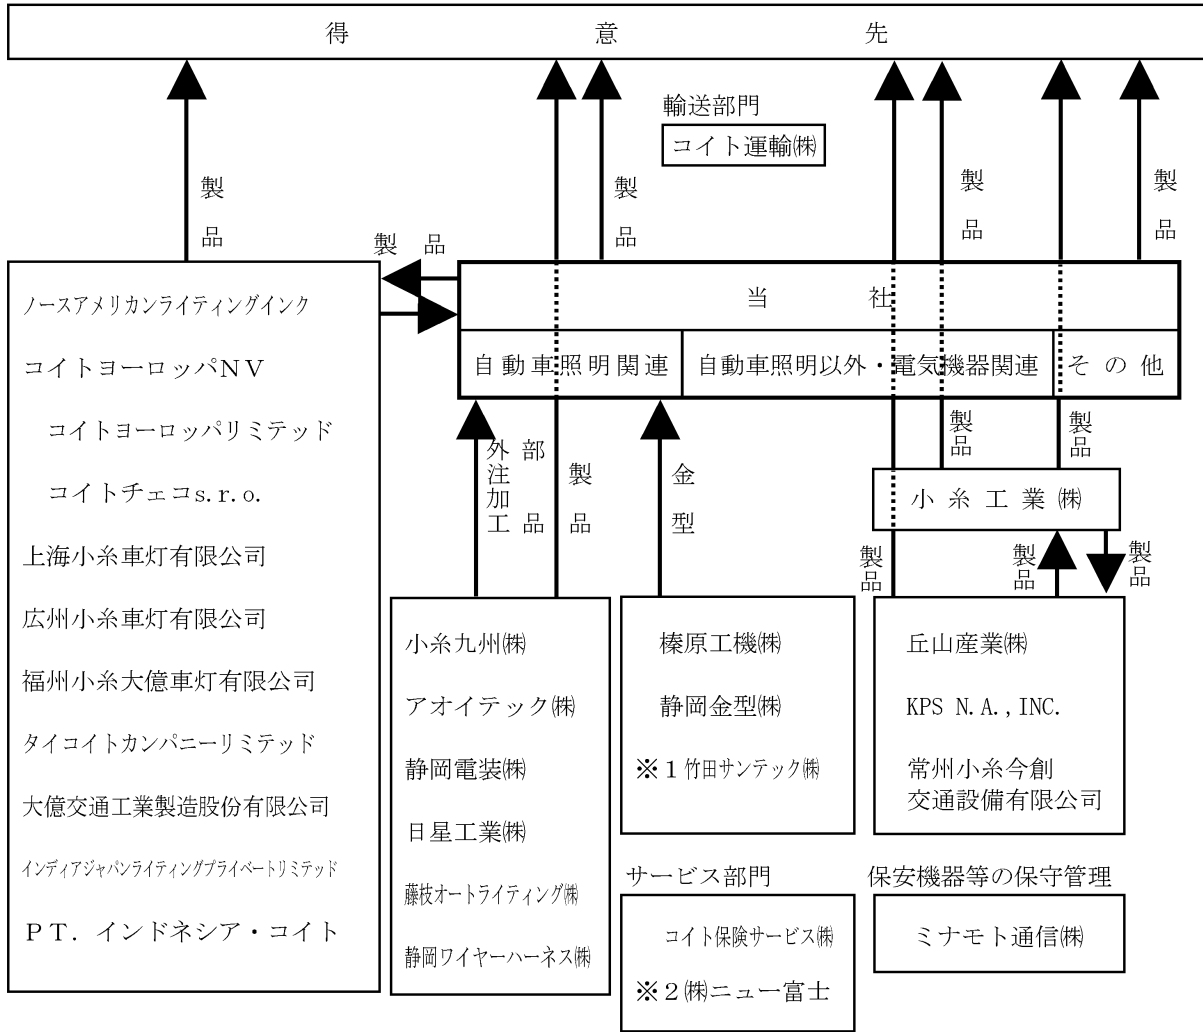 得意先
輸送部門
コイト運輸㈱
製品
製品
製品
製品
製品
ノースアメリカンライティングインク
コイトヨーロッパNV
コイトヨーロッパリミテッド
コイトチェコs.r.o.
上海小糸車灯有限公司
広州小糸車灯有限公司
福州小糸大億車灯有限公司
タイコイトカンパニーリミテッド
大億交通工業製造股份有限公司
インディアジャパンライティングプライベートリミテッド
PT．インドネシア・コイト
当社
自動車照明関連
自動車照明以外・電気機器関連
その他
外注加工
部品
製品
金型
製品
製品
小糸工業㈱
製品
製品
製品
小糸九州㈱
アオイテック㈱
静岡電装㈱
日星工業㈱
藤枝オートライティング㈱
静岡ワイヤーハーネス㈱
榛原工機㈱
静岡金型㈱
※1竹田サンテック㈱
丘山産業㈱
KPS N.A.,INC.
常州小糸今創
交通設備有限公司
サービス部門
コイト保険サービス㈱
※2㈱ニュー富士
保安機器等の保守管理
ミナモト通信㈱